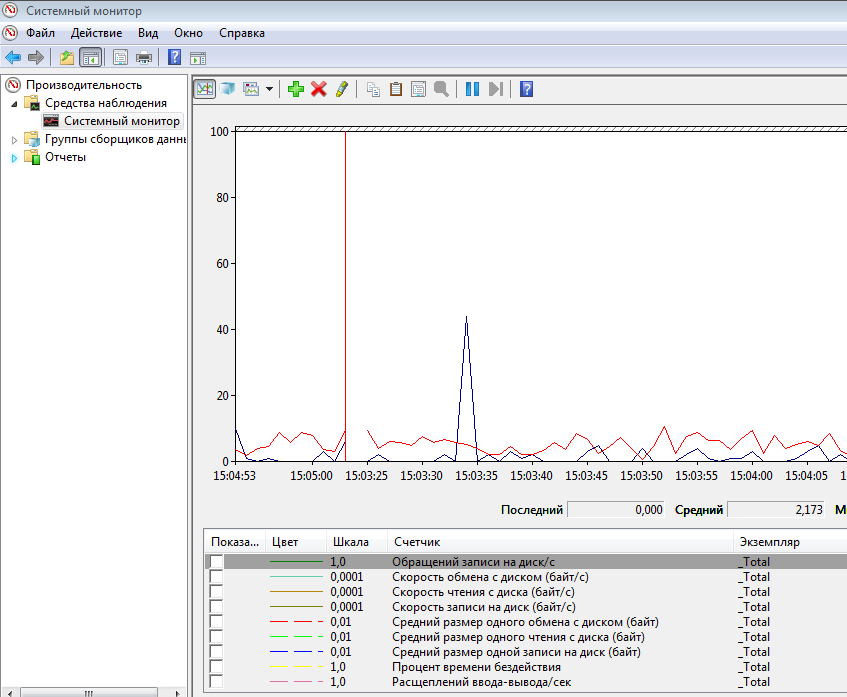 Системный монитор
Файл Действие Вид Окно Справка
Производительность
Средства наблюдения
Системный монитор
Группы сборщиков данн
Отчеты
100
80
60
40
20
0
15:04:53 15:05:00 15:03:25 15:03:30 15:03:35 15:03:40 15:03:45 15:03:50 15:03:55 15:04:00 15:04:05 1
Последний 0,000 Средний 2,173 М
Показа... Цвет Шкала Счетчик Экземпляр
1,0 Обращений записи на диск/с _Total
0,0001 Скорость обмена с диском (байт/с) _Total
0,0001 Скорость чтения с диска (байт/с) _Total
0,0001 Скорость записи на диск (байт/с) _Total
0,01 Средний размер одного обмена с диском (байт) _Total
0,01 Средний размер одного чтения с диска (байт) _Total
0,01 Средний размер одной записи на диск (байт) _Total
1,0 Процент времени бездействия _Total
1,0 Расщеплений ввода-вывода/сек _Total